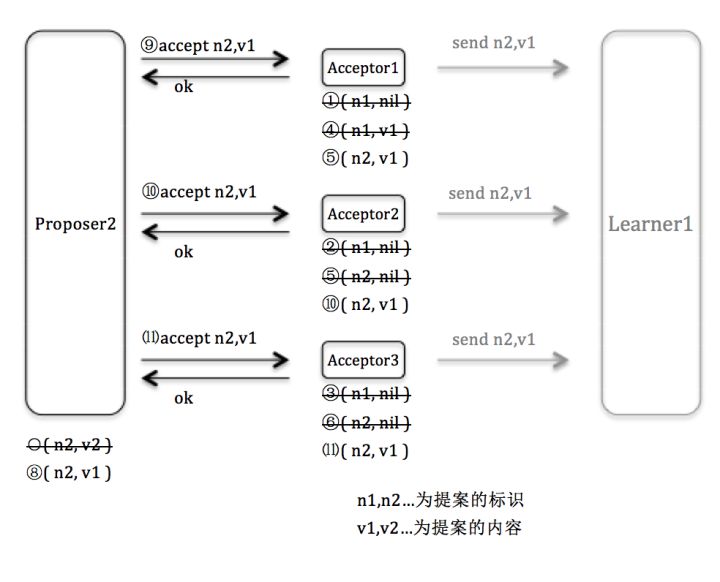 ⑨accept n2,v1
ok
Acceptor1
①( n1, nil )
④( n1, v1 )
⑤( n2, v1 )
send n2,v1
Proposer2
⑩accept n2,v1
ok
Acceptor2
②( n1, nil )
⑤( n2, nil )
⑩( n2, v1 )
send n2,v1
Learner1
⑪accept n2,v1
ok
Acceptor3
③( n1, nil )
⑥( n2, nil )
⑾( n2, v1 )
send n2,v1
○( n2, v2 )
⑧( n2, v1 )
n1,n2...为提案的标识
v1,v2...为提案的内容